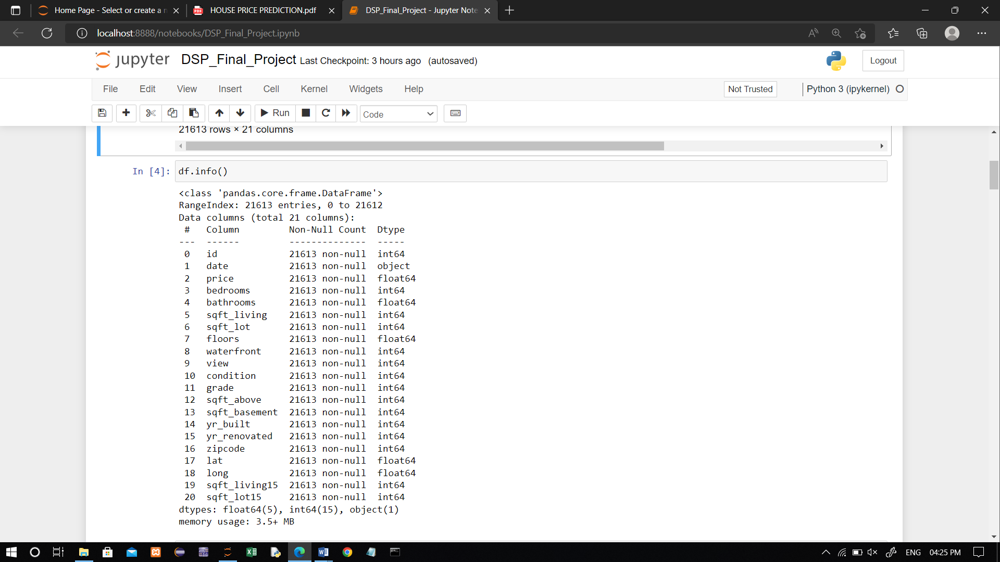 Home Page - Select or create a n
HOUSE PRICE PREDICTION.pdf
DSP_Final_Project - Jupyter Note
localhost:8888/notebooks/DSP_Final_Project.ipynb
jupyter DSP_Final_Project Last Checkpoint: 3 hours ago (autosaved)
Logout
File Edit View Insert Cell Kernel Widgets Help
Not Trusted
Python 3 (ipykernel)
Run
Code
21613 rows × 21 columns
In [4]: df.info()
<class 'pandas.core.frame.DataFrame'>
RangeIndex: 21613 entries, 0 to 21612
Data columns (total 21 columns):
 #   Column         Non-Null Count  Dtype
---  ------         --------------  -----
 0   id             21613 non-null  int64
 1   date           21613 non-null  object
 2   price          21613 non-null  float64
 3   bedrooms       21613 non-null  int64
 4   bathrooms      21613 non-null  float64
 5   sqft_living    21613 non-null  int64
 6   sqft_lot       21613 non-null  int64
 7   floors         21613 non-null  float64
 8   waterfront     21613 non-null  int64
 9   view           21613 non-null  int64
 10  condition      21613 non-null  int64
 11  grade          21613 non-null  int64
 12  sqft_above     21613 non-null  int64
 13  sqft_basement  21613 non-null  int64
 14  yr_built       21613 non-null  int64
 15  yr_renovated   21613 non-null  int64
 16  zipcode        21613 non-null  int64
 17  lat            21613 non-null  float64
 18  long           21613 non-null  float64
 19  sqft_living15  21613 non-null  int64
 20  sqft_lot15     21613 non-null  int64
dtypes: float64(5), int64(15), object(1)
memory usage: 3.5+ MB
ENG 04:25 PM